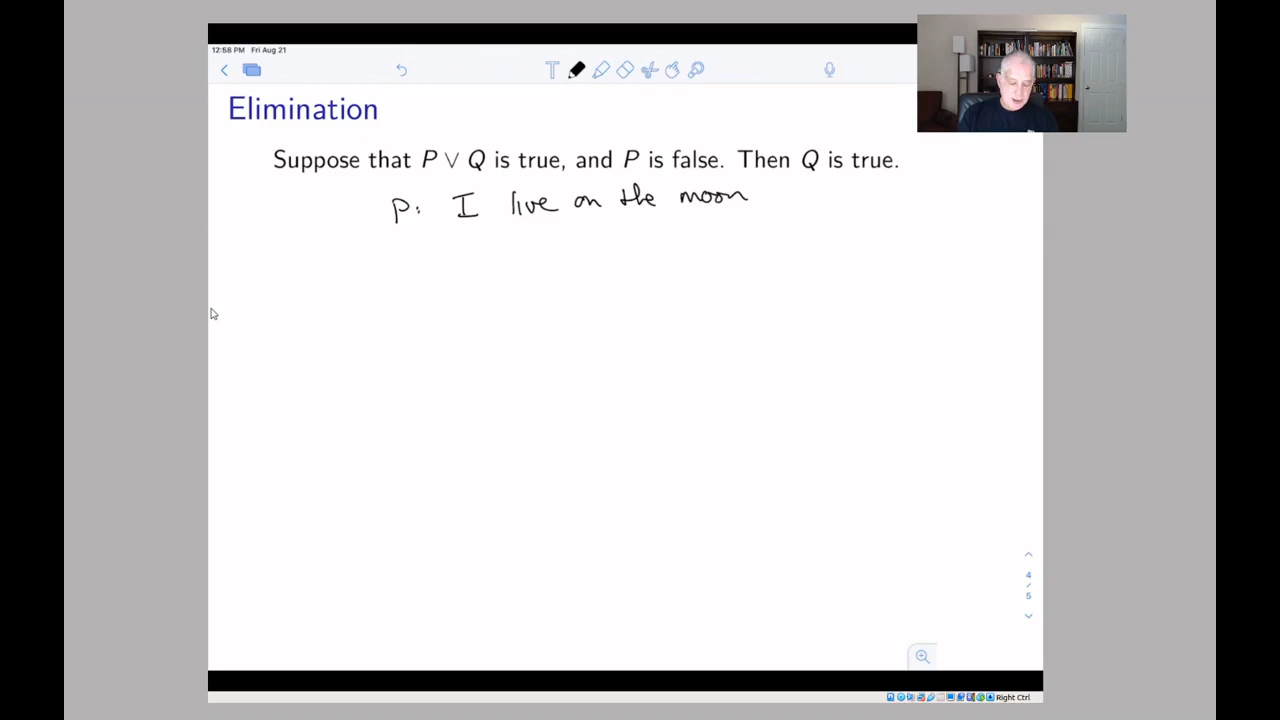 12:58 PM Fri Aug 21
T
Elimination
Suppose that P ∨ Q is true, and P is false. Then Q is true.
P: I live on the moon
4
/
5
Right Ctrl